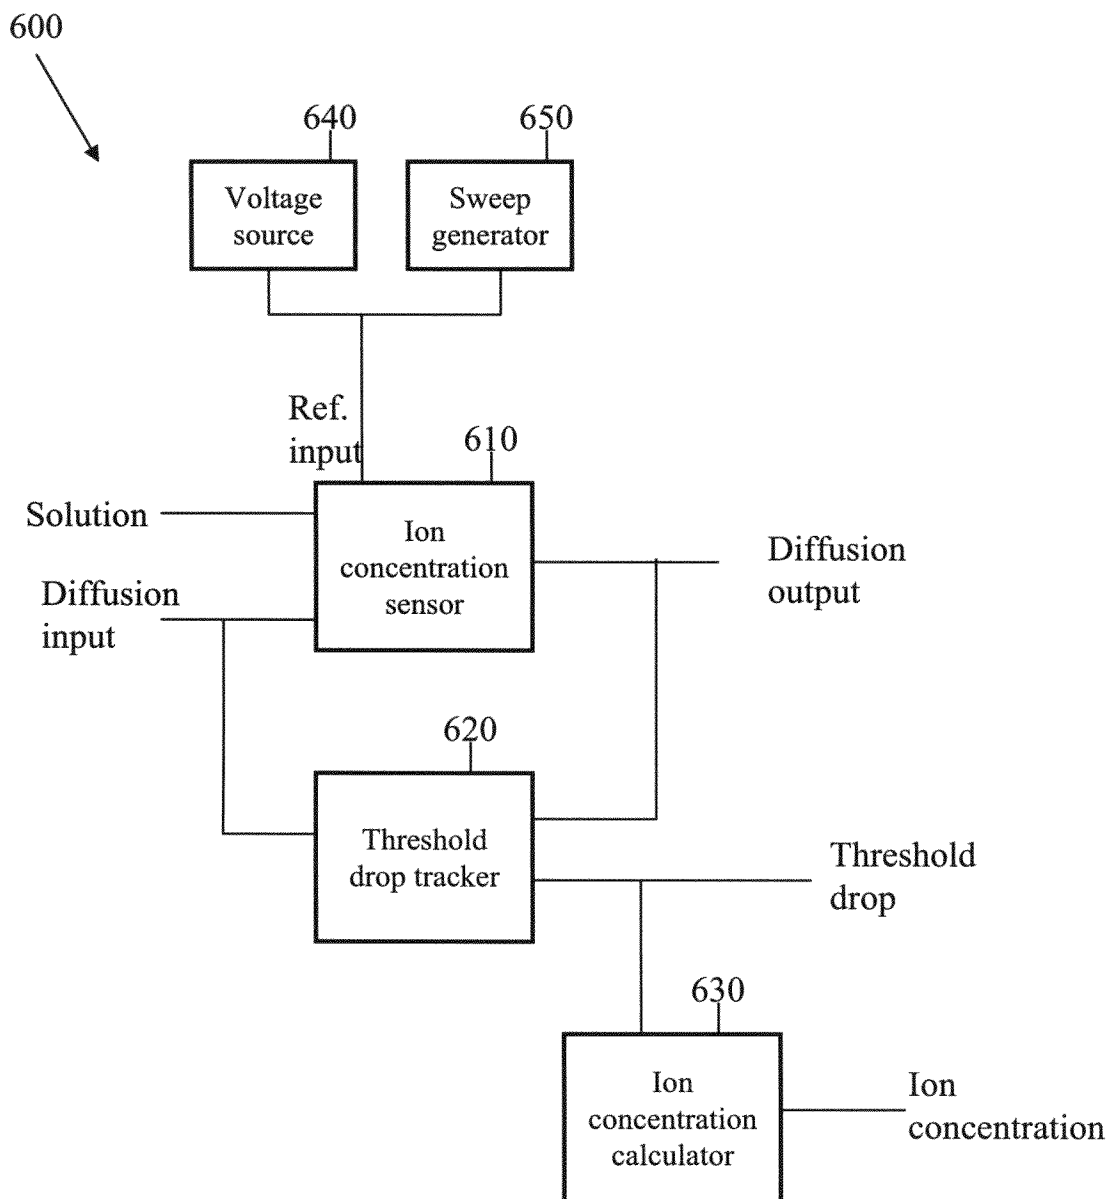 600
640
650
Voltage
source
Sweep
generator
Ref.
input
610
Solution
Ion
concentration
sensor
Diffusion
output
Diffusion
input
620
Threshold
drop tracker
Threshold
drop
630
Ion
concentration
calculator
Ion
concentration